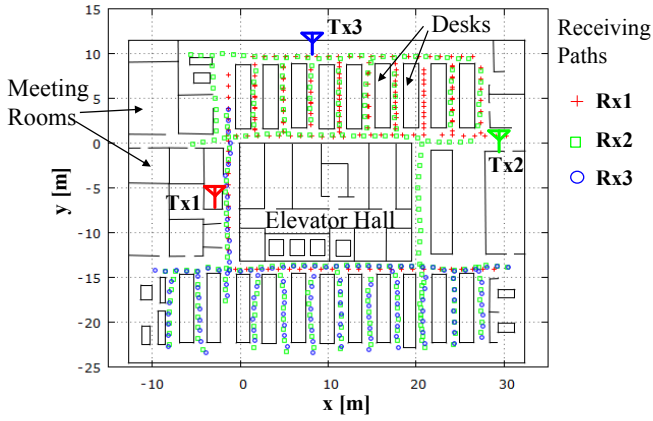 15
10
5
0
-5
-10
-15
-20
-25
y [m]
-10
0
10
20
30
x [m]
Tx3
Desks
Meeting
Rooms
Tx1
Tx2
Elevator Hall
Receiving
Paths
Rx1
Rx2
Rx3